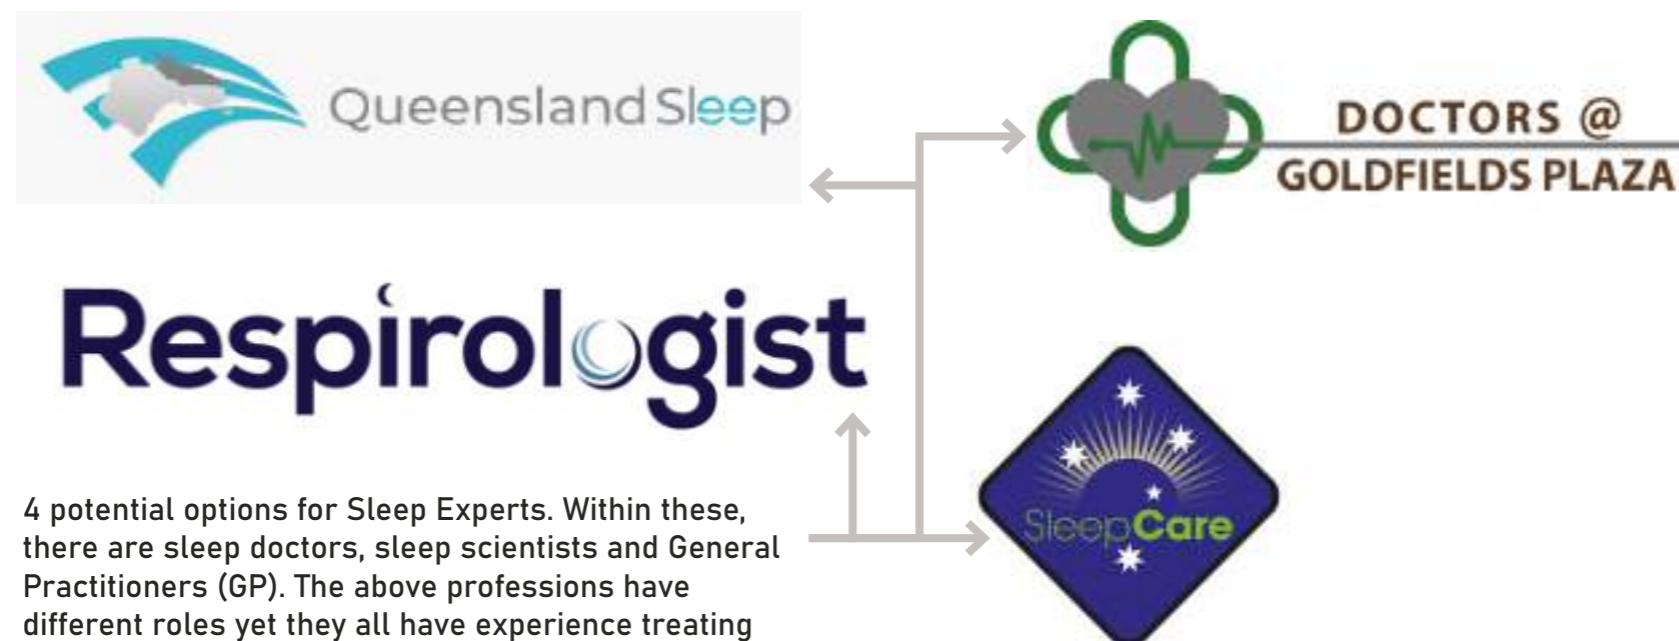 Queensland Sleep
DOCTORS @
GOLDFIELDS PLAZA
Respirologist
SleepCare
4 potential options for Sleep Experts. Within these,
there are sleep doctors, sleep scientists and General
Practitioners (GP). The above professions have
different roles yet they all have experience treating